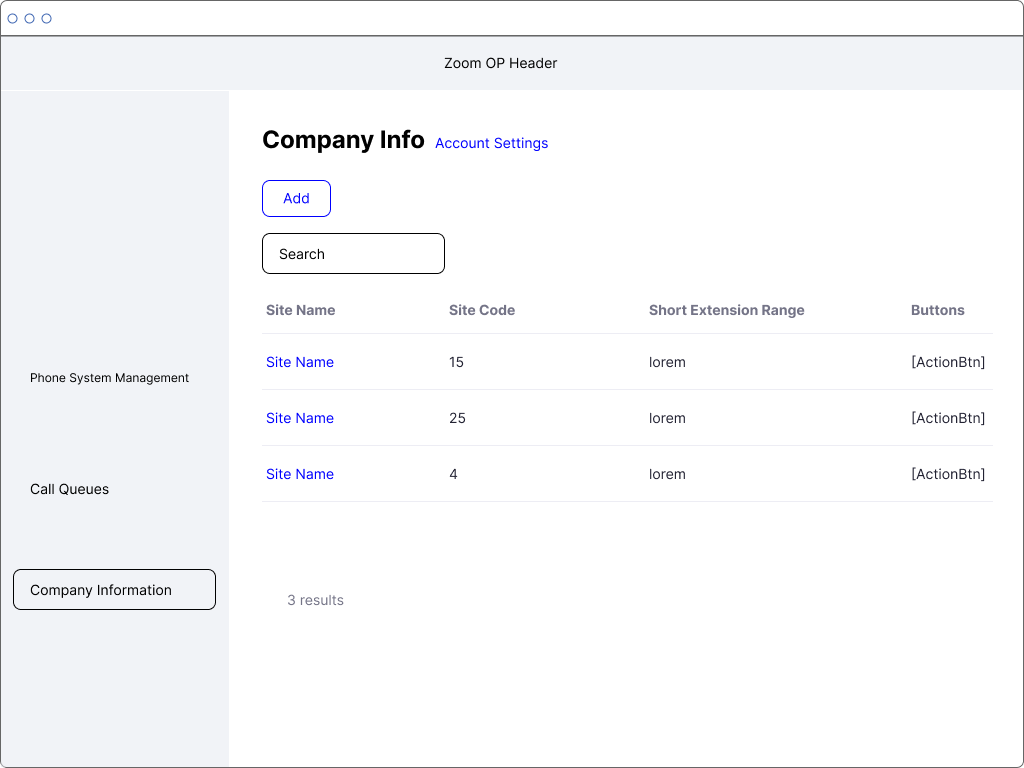 Zoom OP Header
Phone System Management
Call Queues
Company Information
Company Info Account Settings
Add
Search
Site Name Site Code Short Extension Range Buttons
Site Name 15 lorem [ActionBtn]
Site Name 25 lorem [ActionBtn]
Site Name 4 lorem [ActionBtn]
3 results